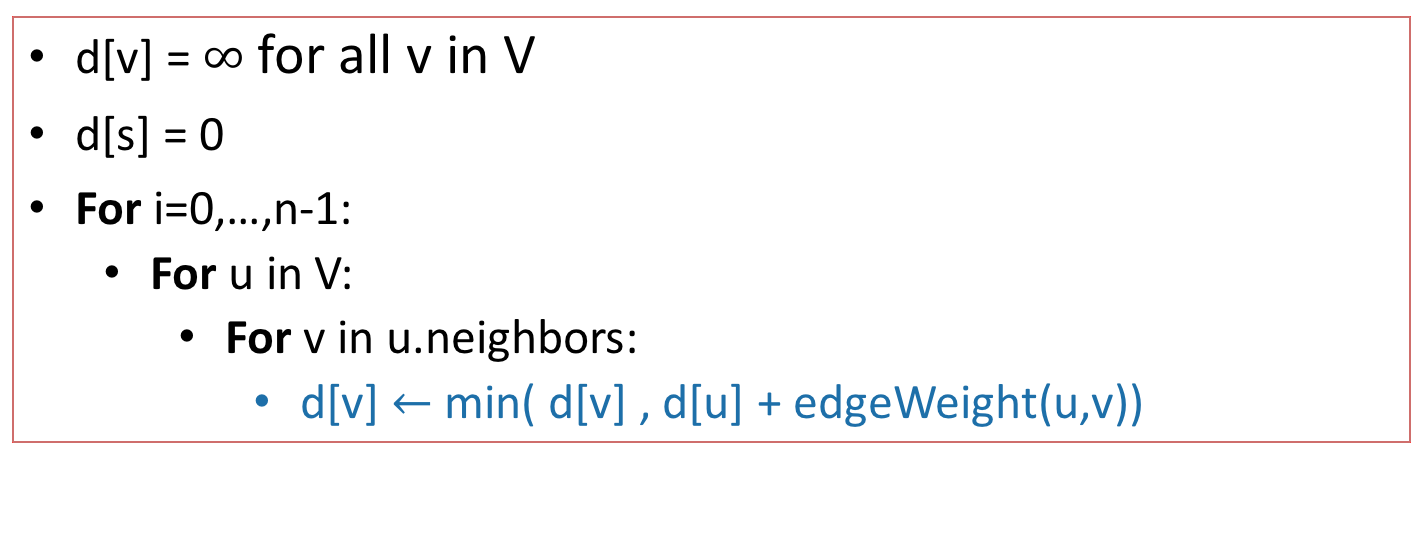 • d[v] = ∞ for all v in V
• d[s] = 0
• For i=0,...,n-1:
• For u in V:
• For v in u.neighbors:
• d[v] ← min( d[v] , d[u] + edgeWeight(u,v))